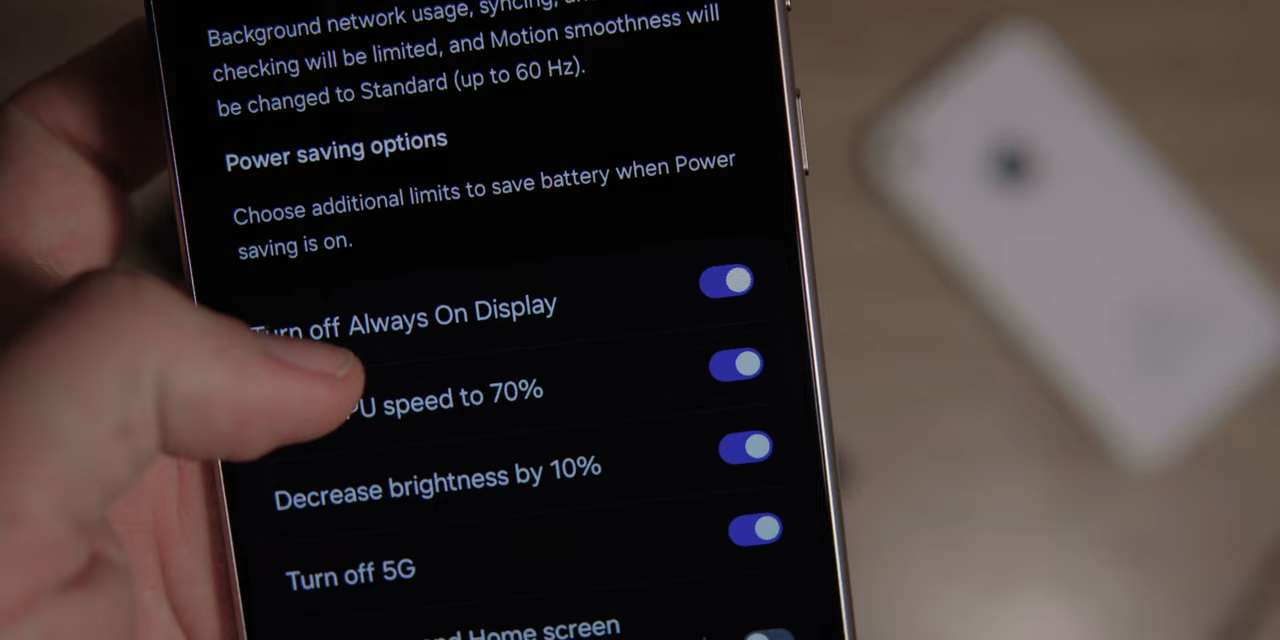 Background network usage, syncing,
checking will be limited, and Motion smoothness will
be changed to Standard (up to 60 Hz).
Power saving options
Choose additional limits to save battery when Power
saving is on.
Turn off Always On Display
speed to 70%
Decrease brightness by 10%
Turn off 5G
Home screen